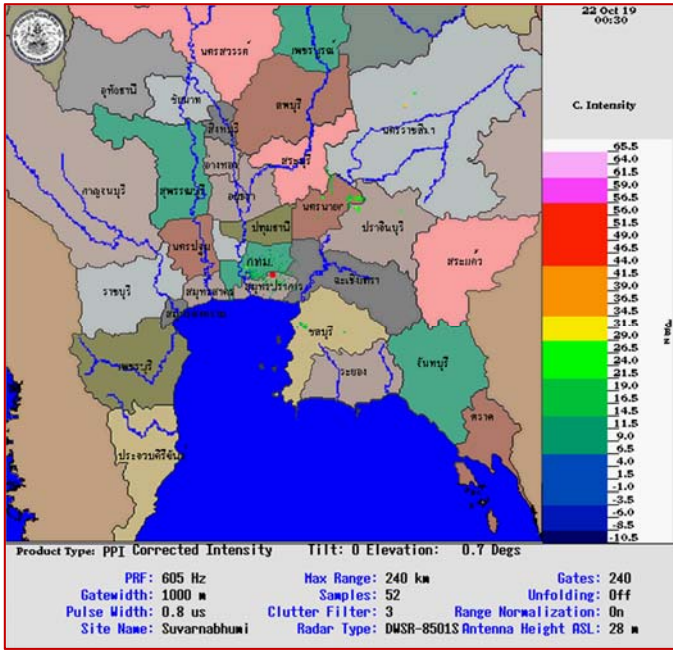 22 Oct 19
00:30
C. Intensity
นครสวรรค์
เพชรบูรณ์
อุทัยธานี
ชัยนาท
สิงห์บุรี
ลพบุรี
นครราชสีมา
อ่างทอง
สระบุรี
กาญจนบุรี
สุพรรณบุรี
อยุธยา
นครนายก
ปราจีนบุรี
ปทุมธานี
นครปฐม
กทม.
สระแก้ว
ราชบุรี
สมุทรสาคร
สมุทรปราการ
ฉะเชิงเทรา
ชลบุรี
เพชรบุรี
ระยอง
จันทบุรี
ตราด
ประจวบคีรีขันธ์
65.5
64.0
61.5
59.0
56.5
56.0
51.5
49.0
46.5
44.0
41.5
39.0
36.5
34.0
31.5
29.0
26.5
24.0
21.5
19.0
16.5
14.0
11.5
9.0
6.5
4.0
1.5
-1.0
-3.5
-6.0
-8.5
-10.5
Product Type: PPI Corrected Intensity Tilt: 0 Elevation: 0.7 Degs
PRF: 605 Hz Max Range: 240 km Gates: 240
Gatewidth: 1000 m Samples: 52 Unfolding: Off
Pulse Width: 0.8 us Clutter Filter: 3 Range Normalization: On
Site Name: Suvarnabhumi Radar Type: DWSR-8501S Antenna Height ASL: 28 m